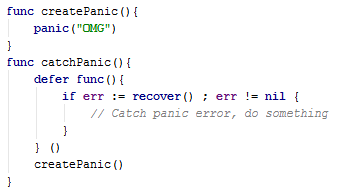 func createPanic(){
    panic("OMG")
}
func catchPanic(){
    defer func(){
        if err := recover() ; err != nil {
            // Catch panic error, do something
        }
    } ()
    createPanic()
}